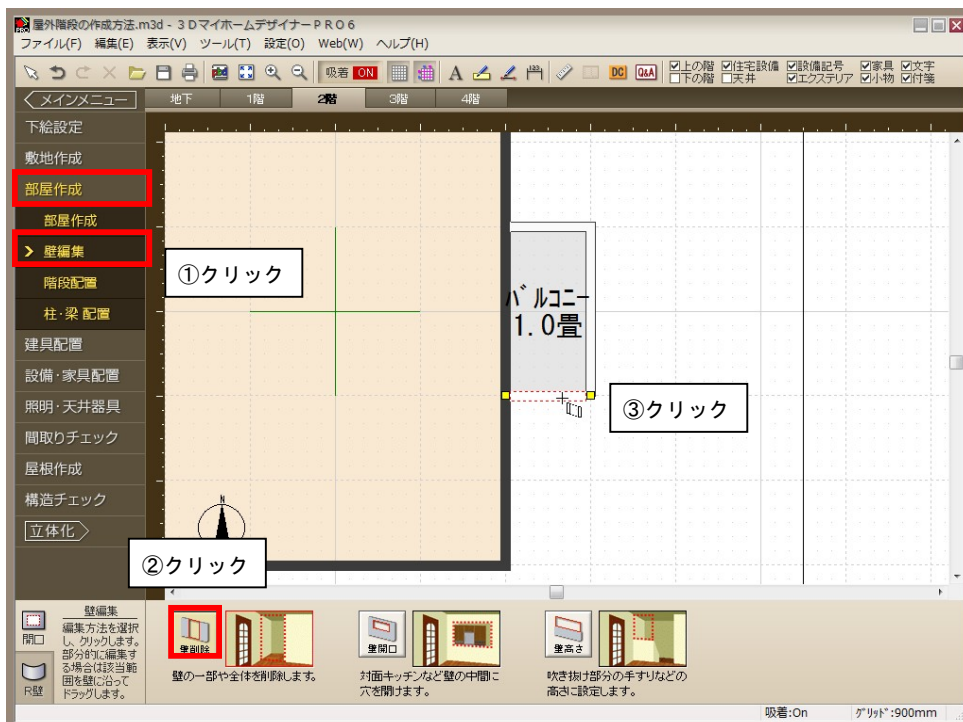 屋外階段の作成方法.m3d - 3DマイホームデザイナーPRO6
ファイル(F) 編集(E) 表示(V) ツール(T) 設定(O) Web(W) ヘルプ(H)
吸着 ON A DC Q&A
上の階 住宅設備 設備記号 家具 文字
下の階 天井 エクステリア 小物 付箋
メインメニュー 地下 1階 2階 3階 4階
下絵設定
敷地作成
部屋作成
部屋作成
壁編集
階段配置
柱・梁 配置
建具配置
設備・家具配置
照明・天井器具
間取りチェック
屋根作成
構造チェック
立体化
①クリック
バルコニー
1.0畳
③クリック
N
②クリック
開口
R壁
壁編集
編集方法を選択
し、クリックします。
部分的に編集す
る場合は該当範
囲を壁に沿って
ドラッグします。
壁削除
壁の一部や全体を削除します。
壁開口
対面キッチンなど壁の中間に
穴を開けます。
壁高さ
吹き抜け部分の手すりなどの
高さに設定します。
吸着:On グリッド:900mm